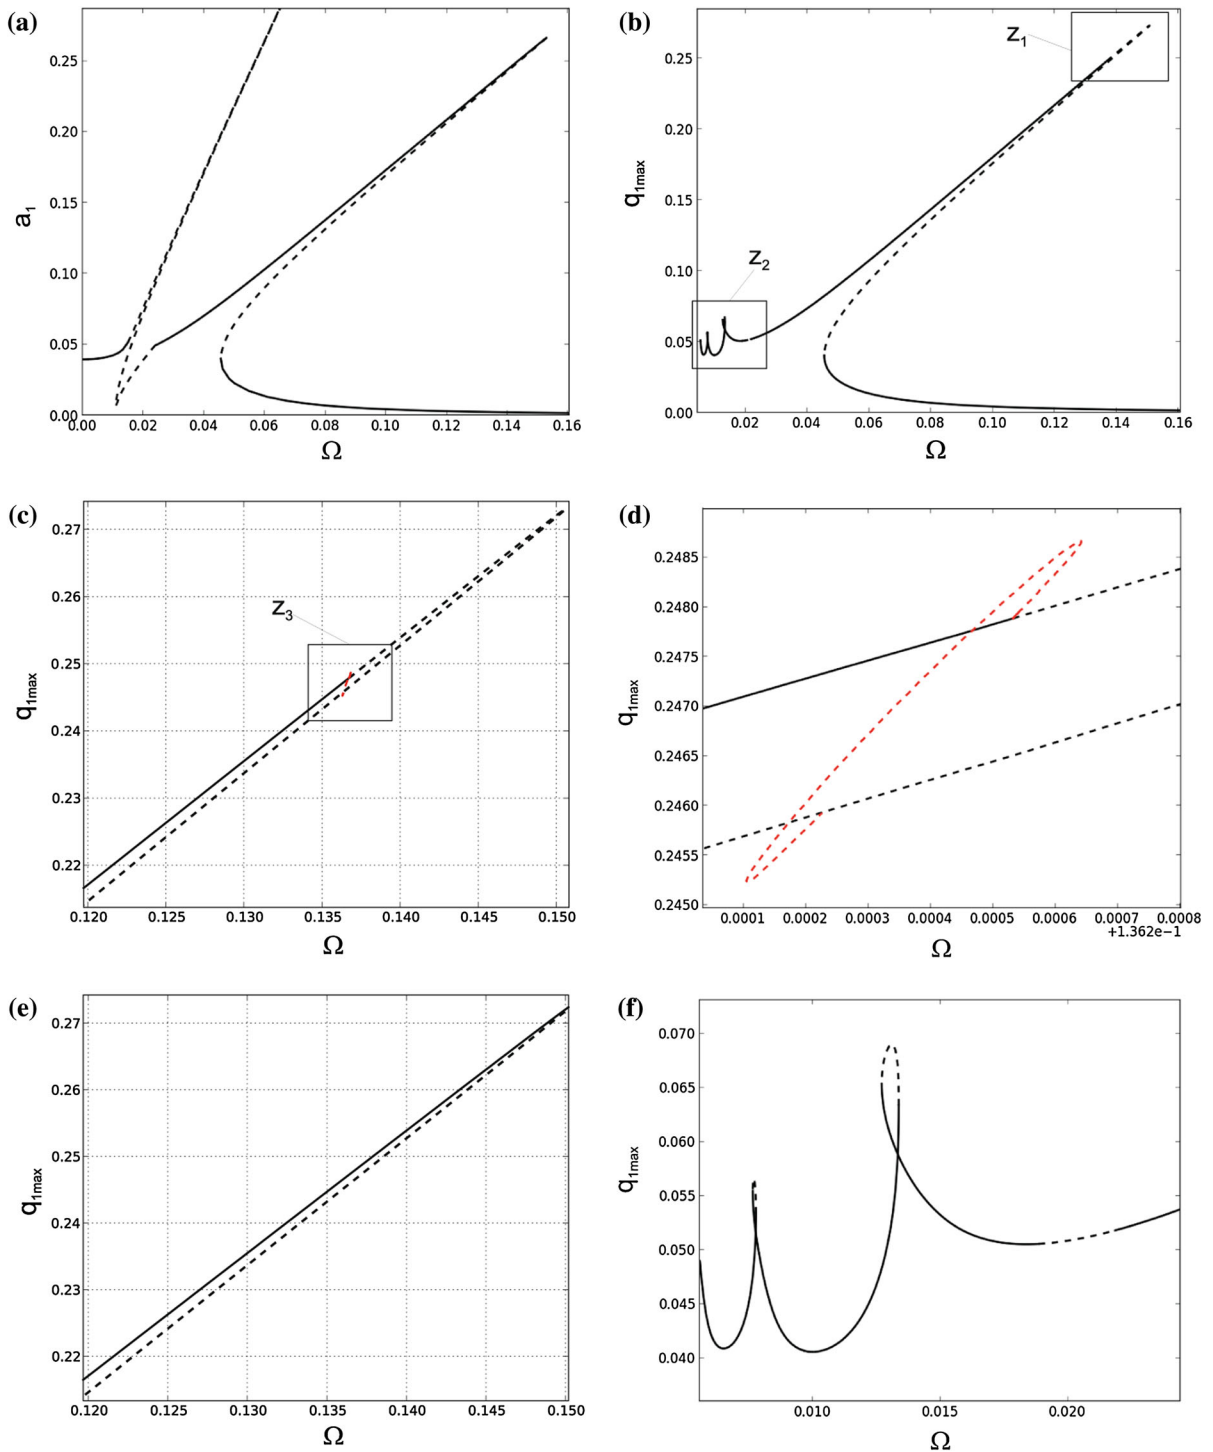 (a)
0.25
0.20
0.15
0.10
0.05
0.00
a1
0.00 0.02 0.04 0.06 0.08 0.10 0.12 0.14 0.16
Ω
(b)
0.25
0.20
0.15
0.10
0.05
0.00
q1max
z1
z2
0.02 0.04 0.06 0.08 0.10 0.12 0.14 0.16
Ω
(c)
0.27
0.26
0.25
0.24
0.23
0.22
q1max
z3
0.120 0.125 0.130 0.135 0.140 0.145 0.150
Ω
(d)
0.2485
0.2480
0.2475
0.2470
0.2465
0.2460
0.2455
0.2450
q1max
0.0001 0.0002 0.0003 0.0004 0.0005 0.0006 0.0007 0.0008
+1.362e−1
Ω
(e)
0.27
0.26
0.25
0.24
0.23
0.22
q1max
0.120 0.125 0.130 0.135 0.140 0.145 0.150
Ω
(f)
0.070
0.065
0.060
0.055
0.050
0.045
0.040
q1max
0.010 0.015 0.020
Ω